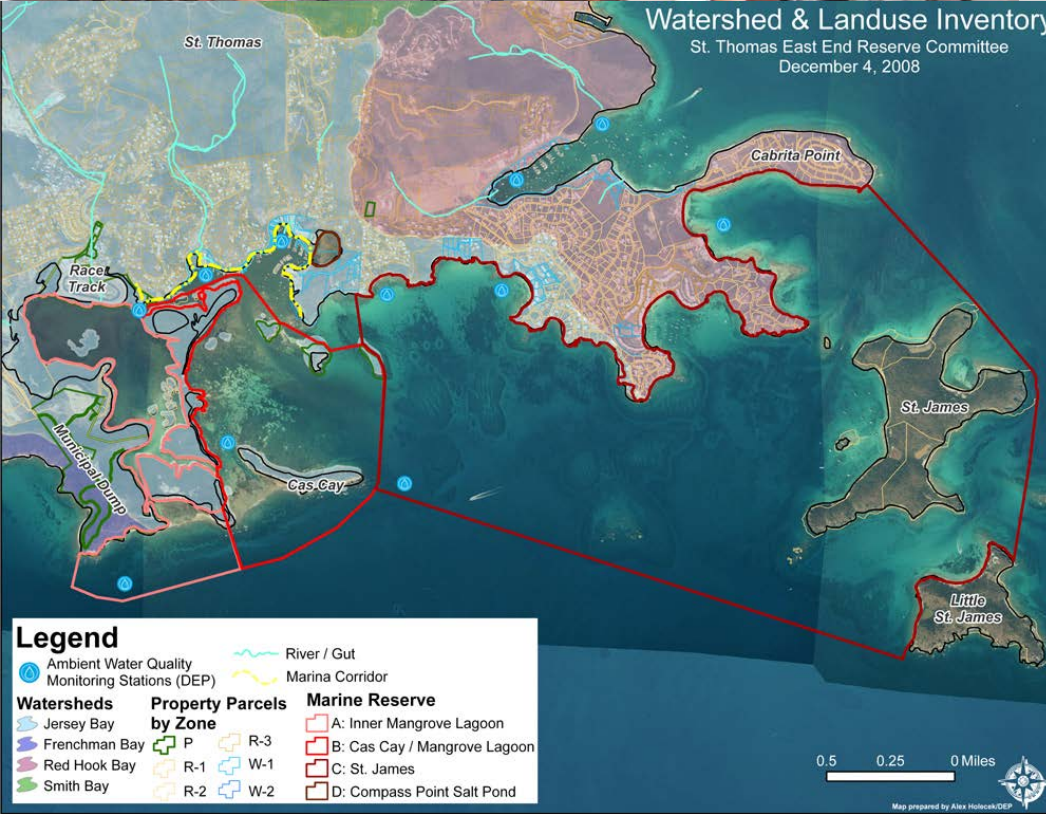 Watershed & Landuse Inventory
St. Thomas East End Reserve Committee
December 4, 2008
St. Thomas
Cabrita Point
Race
Track
St. James
Municipal Dump
Cas Cay
Little
St. James
Legend
Ambient Water Quality
Monitoring Stations (DEP)
River / Gut
Marina Corridor
Watersheds
Jersey Bay
Frenchman Bay
Red Hook Bay
Smith Bay
Property Parcels
by Zone
P
R-1
R-2
R-3
W-1
W-2
Marine Reserve
A: Inner Mangrove Lagoon
B: Cas Cay / Mangrove Lagoon
C: St. James
D: Compass Point Salt Pond
0.5 0.25 0 Miles
Map prepared by Alex Holecek/DEP